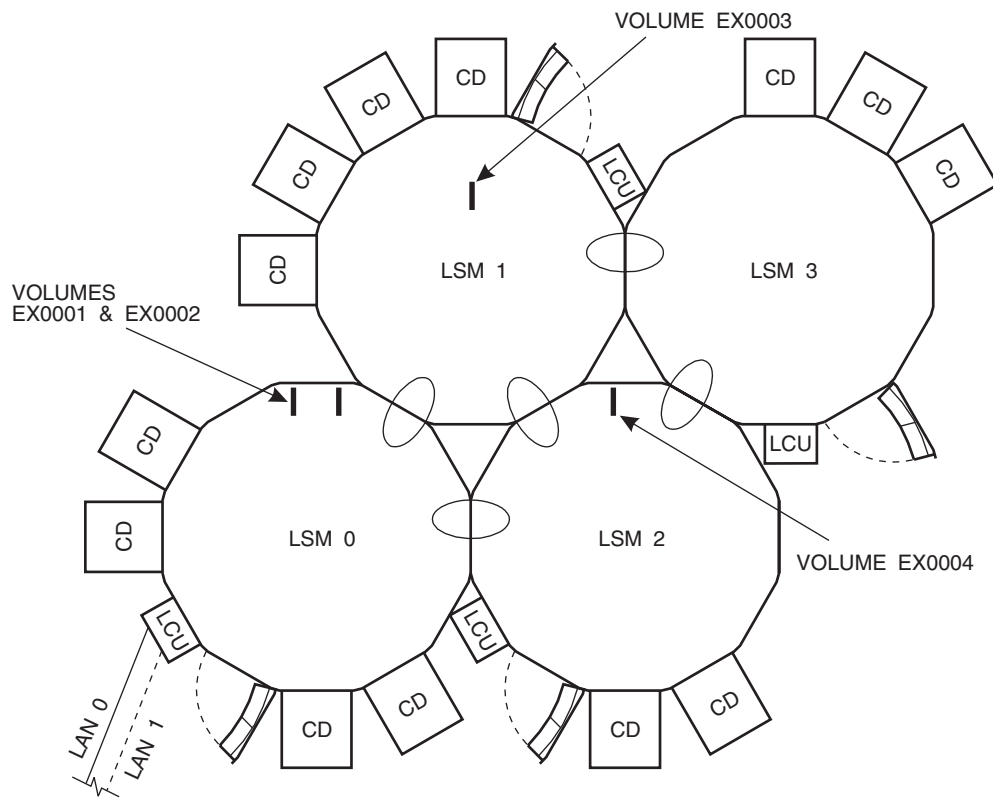 VOLUME EX0003
CD
CD
CD
CD
CD
CD
CD
LCU
CD
LSM 1
LSM 3
VOLUMES
EX0001 & EX0002
CD
LCU
CD
LSM 0
LSM 2
VOLUME EX0004
LCU
LCU
CD
CD
CD
CD
LAN 0
LAN 1